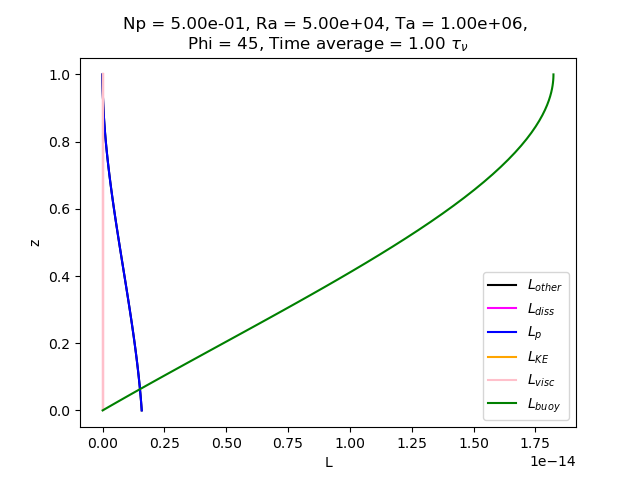 Np = 5.00e-01, Ra = 5.00e+04, Ta = 1.00e+06,
Phi = 45, Time average = 1.00 τ_ν
1.0
0.8
0.6
z
0.4
0.2
0.0
L_other
L_diss
L_p
L_KE
L_visc
L_buoy
0.00 0.25 0.50 0.75 1.00 1.25 1.50 1.75
L
1e−14